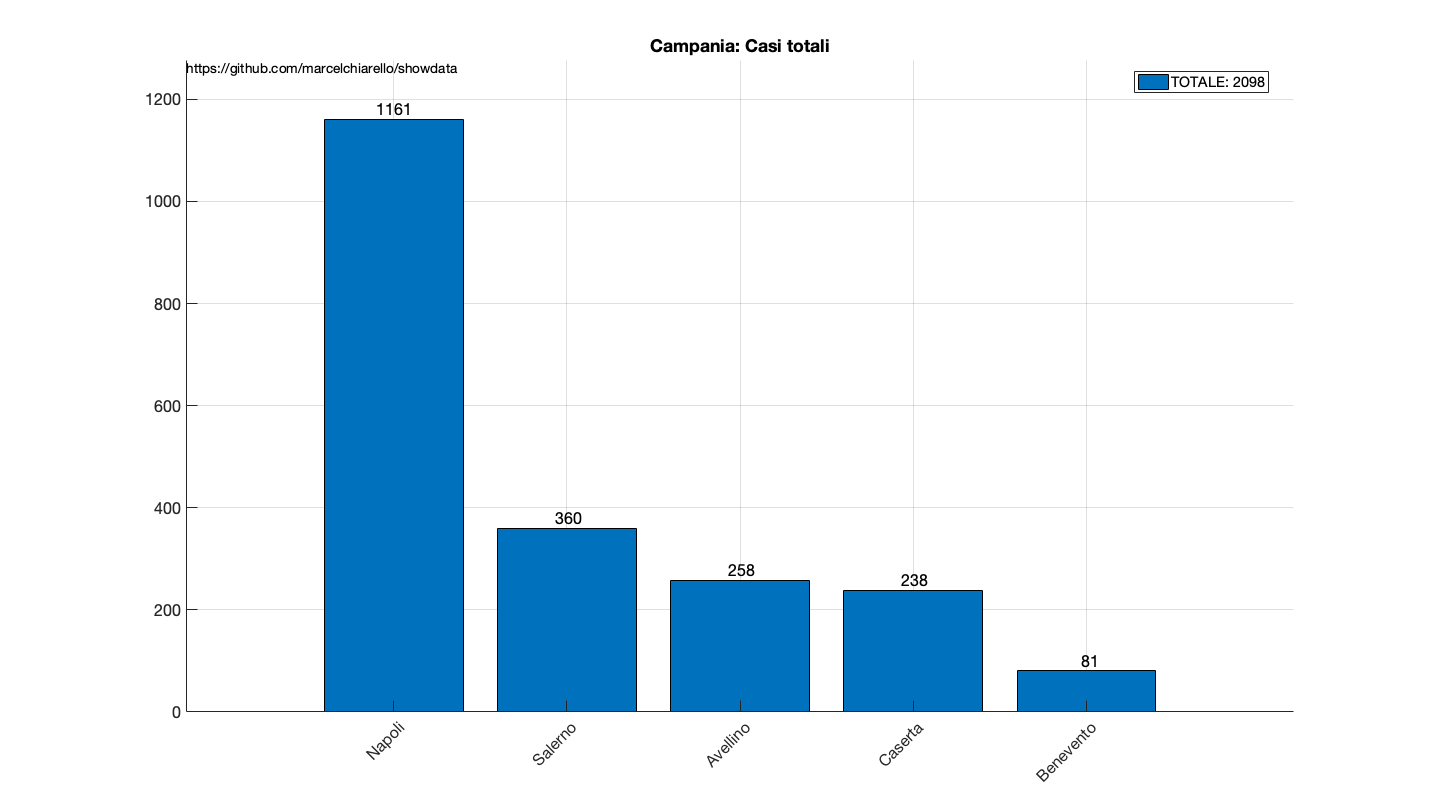 Campania: Casi totali
https://github.com/marcelchiarello/showdata
TOTALE: 2098
1200
1000
800
600
400
200
0
1161
360
258
238
81
Napoli
Salerno
Avellino
Caserta
Benevento